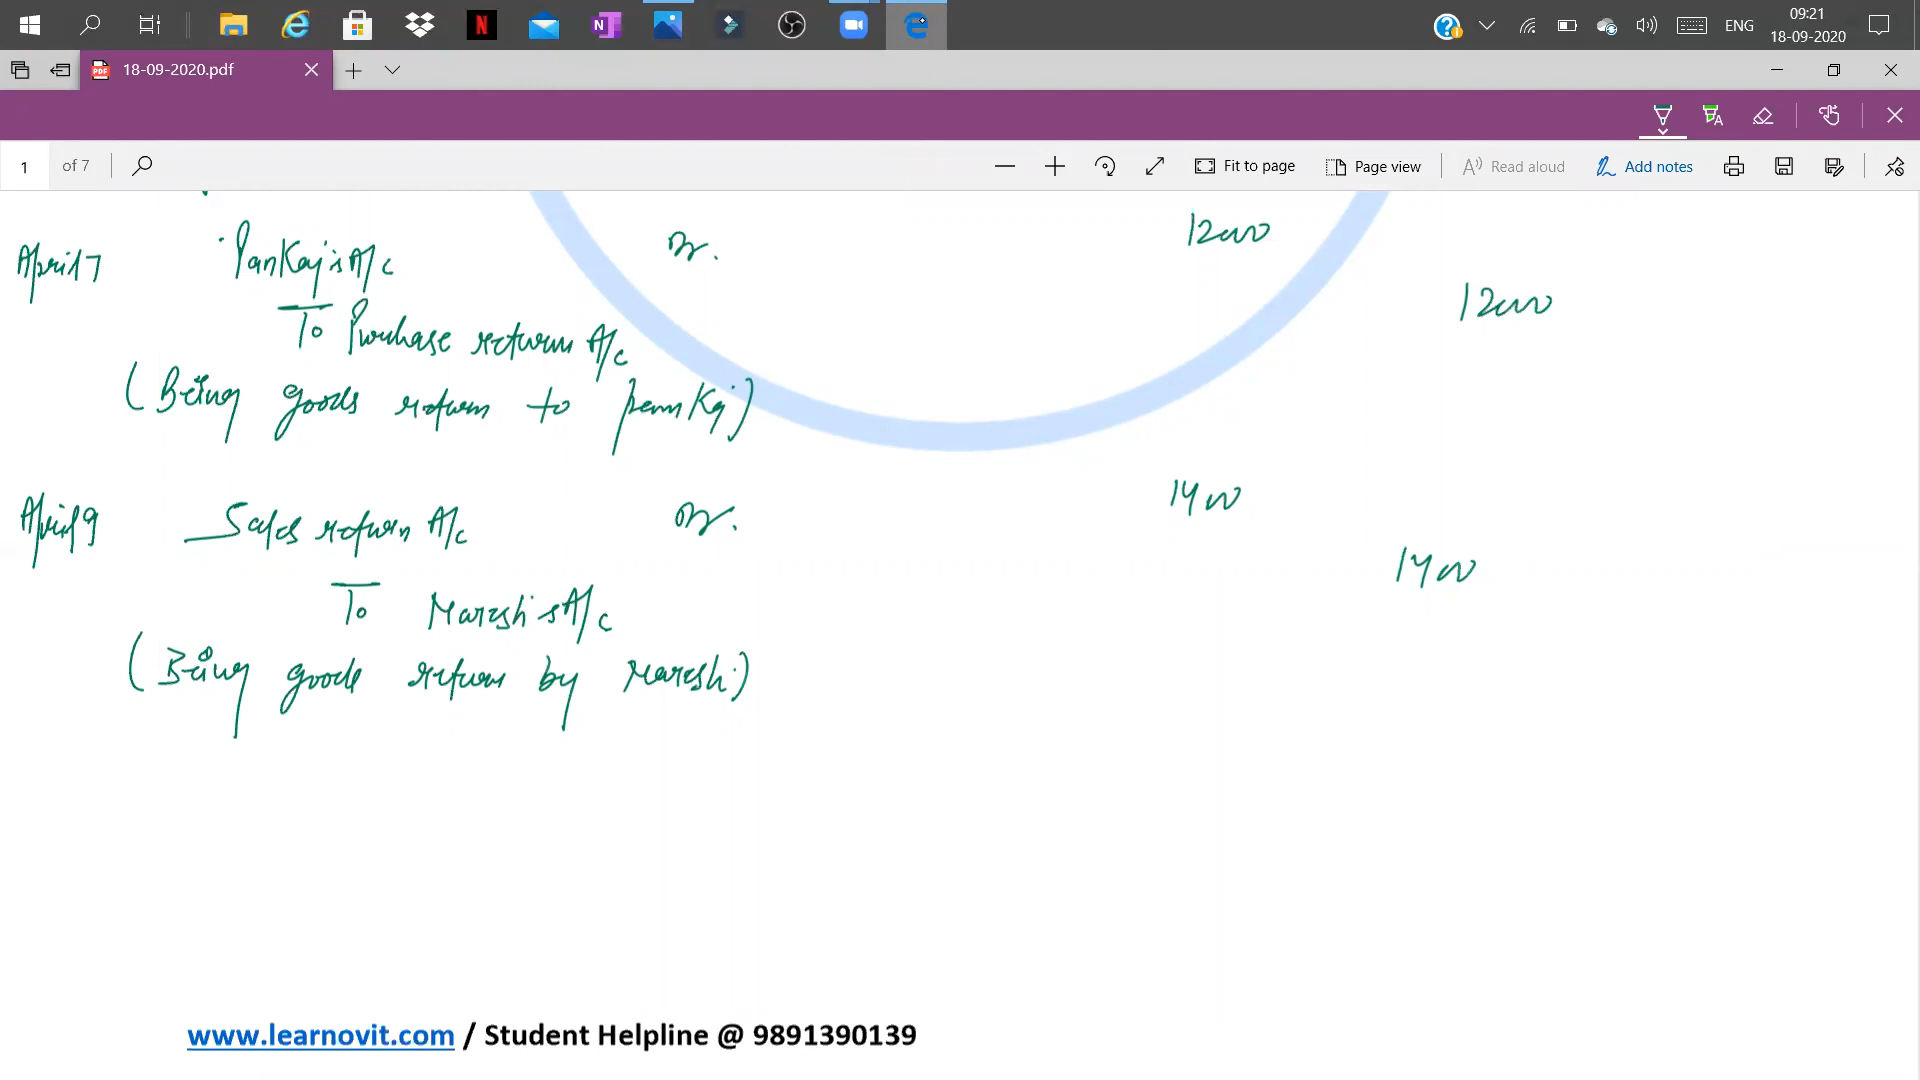 ENG
09:21
18-09-2020
18-09-2020.pdf
1 of 7
Fit to page
Page view
Read aloud
Add notes
April 7 Pankaj's A/c Dr. 12000
To Purchase return A/c 12000
(Being goods return to pankaj)
April 9 Sales return A/c Dr. 1400
To Naresh's A/c 1400
(Being goods return by Naresh)
www.learnovit.com / Student Helpline @ 9891390139